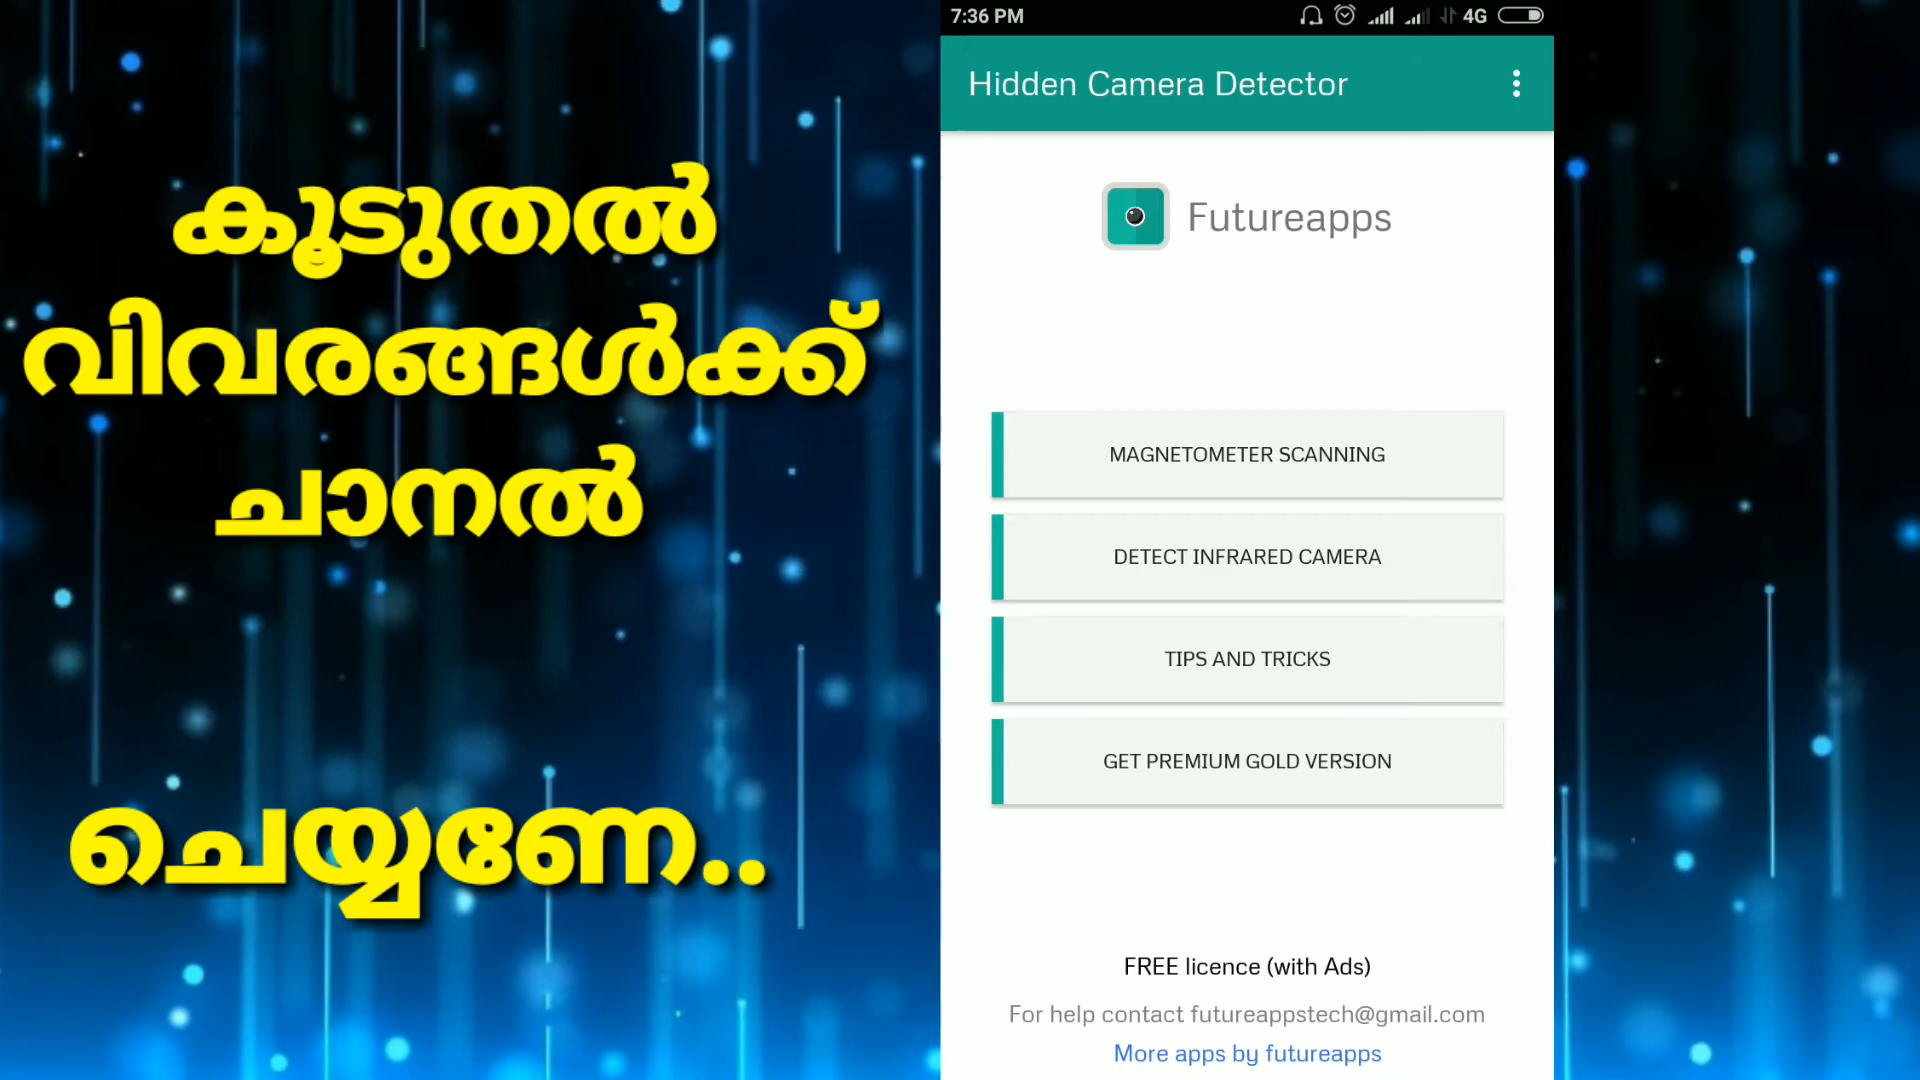 കൂടുതൽ
വിവരങ്ങൾക്ക്
ചാനൽ
ചെയ്യണേ..
7:36 PM
4G
Hidden Camera Detector
Futureapps
MAGNETOMETER SCANNING
DETECT INFRARED CAMERA
TIPS AND TRICKS
GET PREMIUM GOLD VERSION
FREE licence (with Ads)
For help contact futureappstech@gmail.com
More apps by futureapps